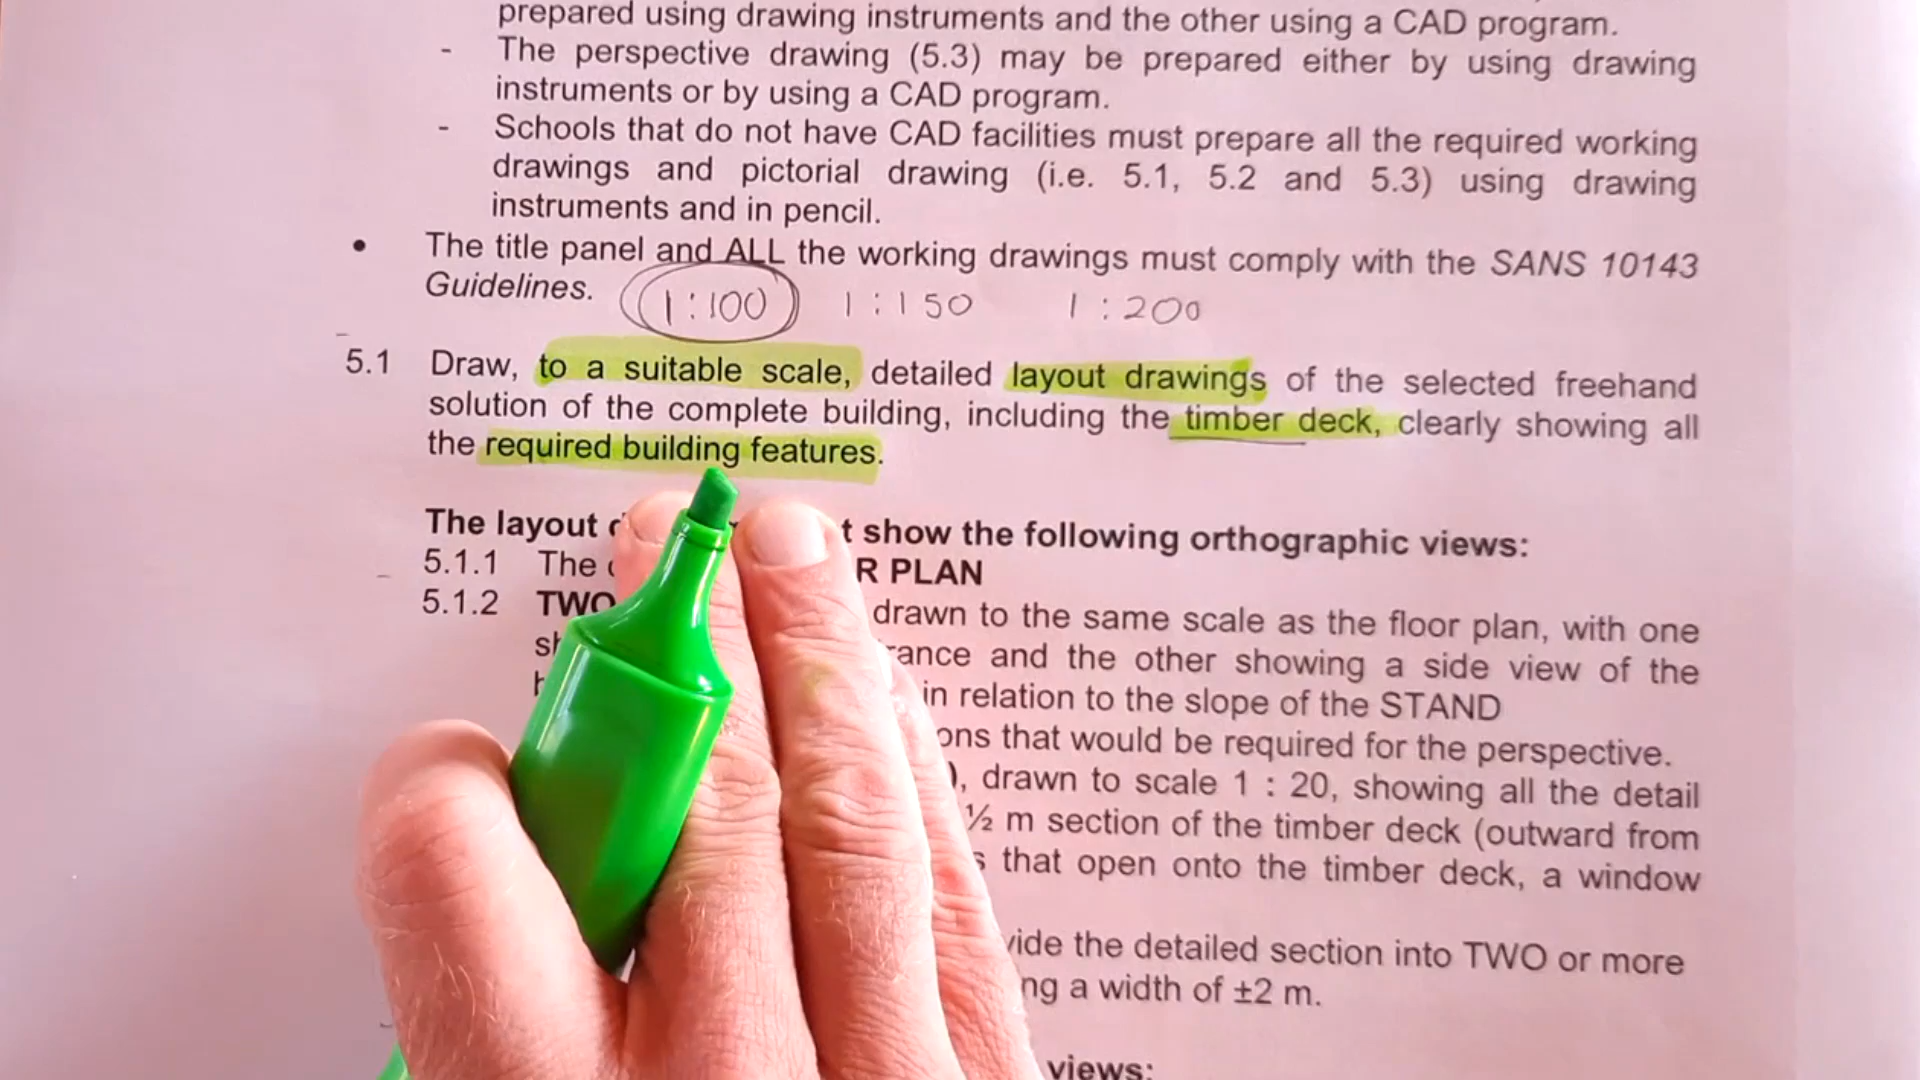 prepared using drawing instruments and the other using a CAD program.
- The perspective drawing (5.3) may be prepared either by using drawing
instruments or by using a CAD program.
- Schools that do not have CAD facilities must prepare all the required working
drawings and pictorial drawing (i.e. 5.1, 5.2 and 5.3) using drawing
instruments and in pencil.
• The title panel and ALL the working drawings must comply with the SANS 10143
Guidelines.
1:100 1:150 1:200
5.1 Draw, to a suitable scale, detailed layout drawings of the selected freehand
solution of the complete building, including the timber deck, clearly showing all
the required building features.
The layout show the following orthographic views:
5.1.1 The R PLAN
5.1.2 TWO drawn to the same scale as the floor plan, with one
and the other showing a side view of the
in relation to the slope of the STAND
that would be required for the perspective.
), drawn to scale 1 : 20, showing all the detail
½ m section of the timber deck (outward from
that open onto the timber deck, a window
the detailed section into TWO or more
a width of ±2 m.
views: